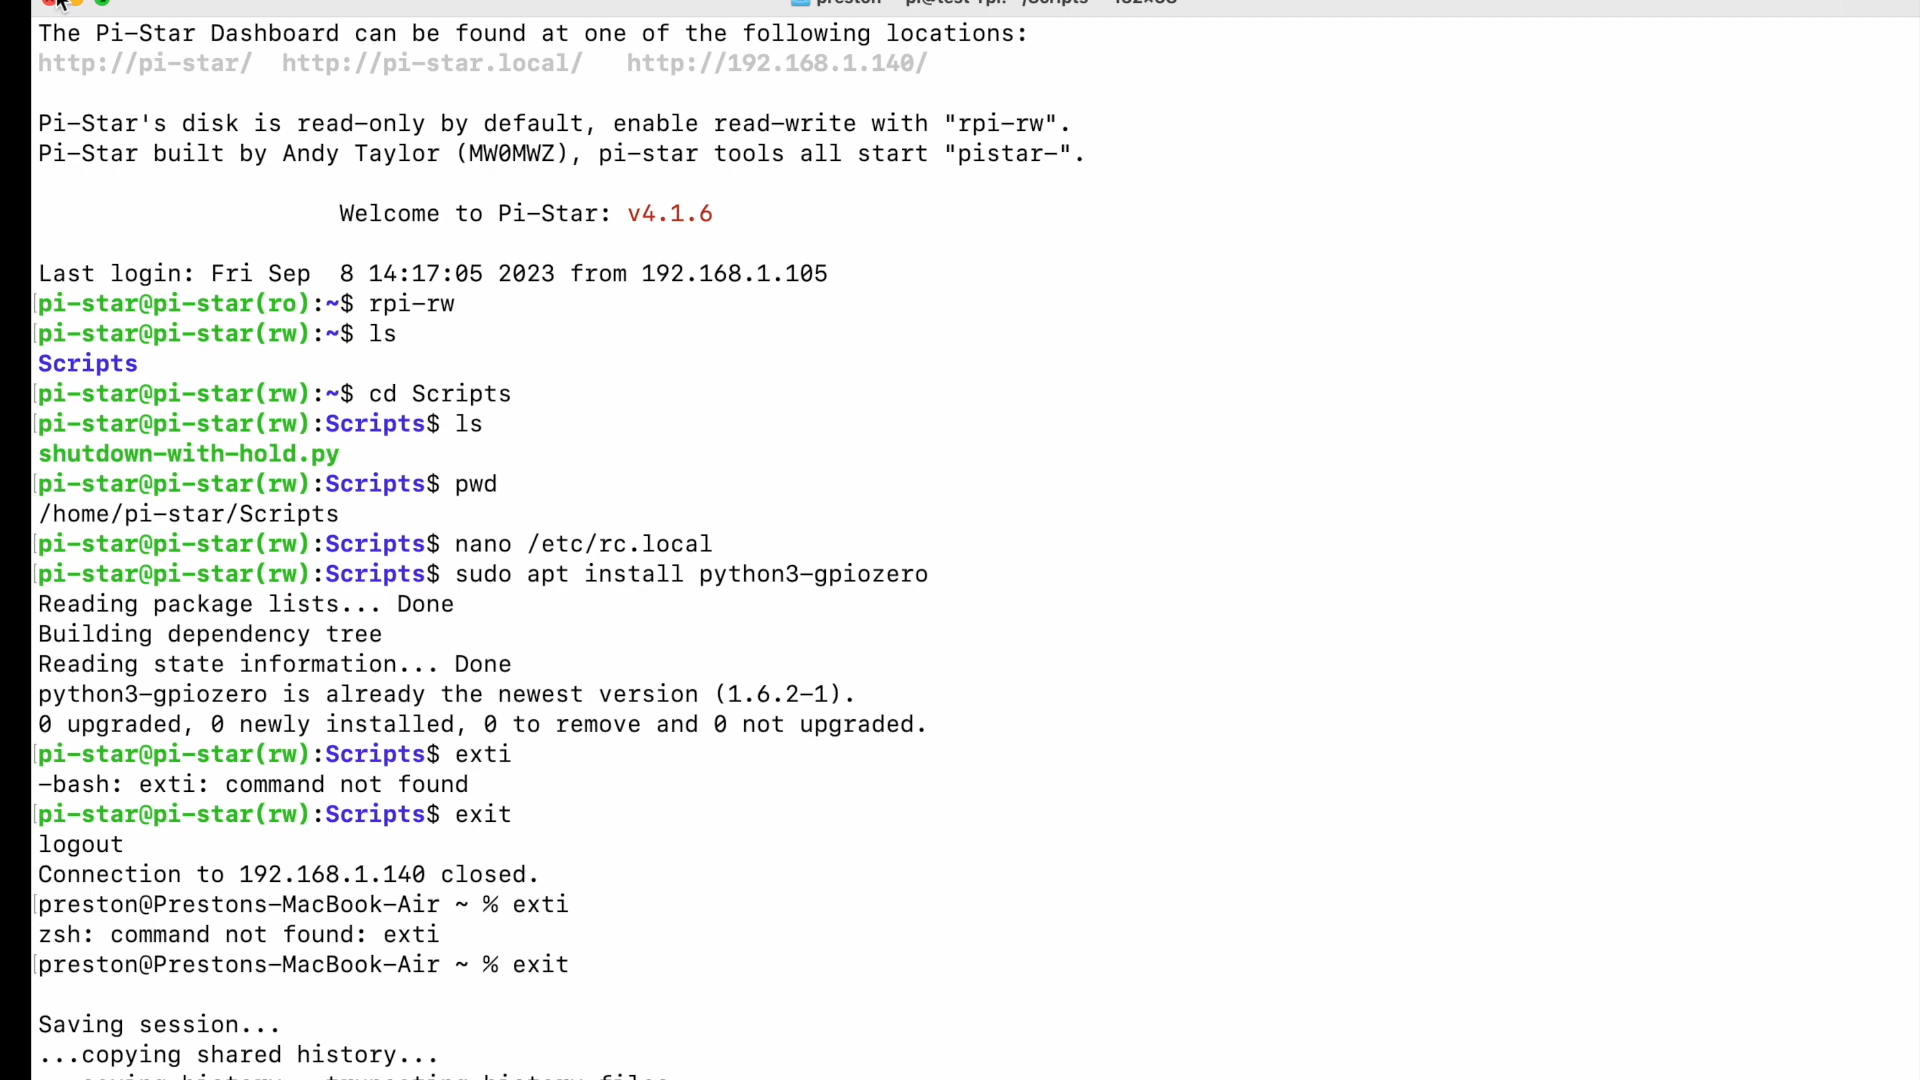 The Pi-Star Dashboard can be found at one of the following locations:
http://pi-star/  http://pi-star.local/   http://192.168.1.140/
Pi-Star's disk is read-only by default, enable read-write with "rpi-rw".
Pi-Star built by Andy Taylor (MW0MWZ), pi-star tools all start "pistar-".
Welcome to Pi-Star: v4.1.6
Last login: Fri Sep  8 14:17:05 2023 from 192.168.1.105
pi-star@pi-star(ro):~$ rpi-rw
pi-star@pi-star(rw):~$ ls
Scripts
pi-star@pi-star(rw):~$ cd Scripts
pi-star@pi-star(rw):Scripts$ ls
shutdown-with-hold.py
pi-star@pi-star(rw):Scripts$ pwd
/home/pi-star/Scripts
pi-star@pi-star(rw):Scripts$ nano /etc/rc.local
pi-star@pi-star(rw):Scripts$ sudo apt install python3-gpiozero
Reading package lists... Done
Building dependency tree
Reading state information... Done
python3-gpiozero is already the newest version (1.6.2-1).
0 upgraded, 0 newly installed, 0 to remove and 0 not upgraded.
pi-star@pi-star(rw):Scripts$ exti
-bash: exti: command not found
pi-star@pi-star(rw):Scripts$ exit
logout
Connection to 192.168.1.140 closed.
preston@Prestons-MacBook-Air ~ % exti
zsh: command not found: exti
preston@Prestons-MacBook-Air ~ % exit
Saving session...
...copying shared history...